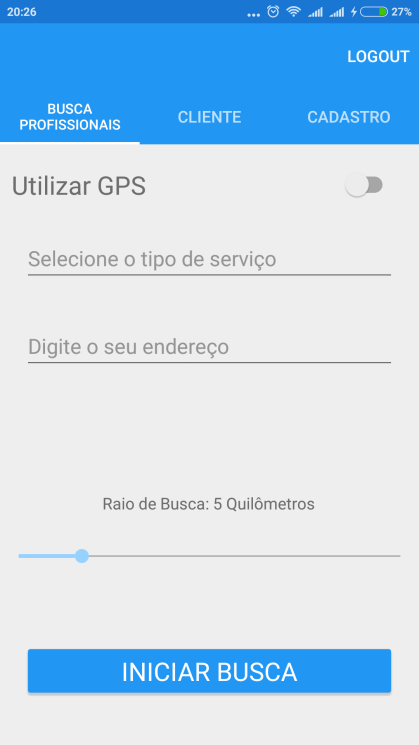 20:26
27%
LOGOUT
BUSCA
PROFISSIONAIS
CLIENTE
CADASTRO
Utilizar GPS
Selecione o tipo de serviço
Digite o seu endereço
Raio de Busca: 5 Quilômetros
INICIAR BUSCA